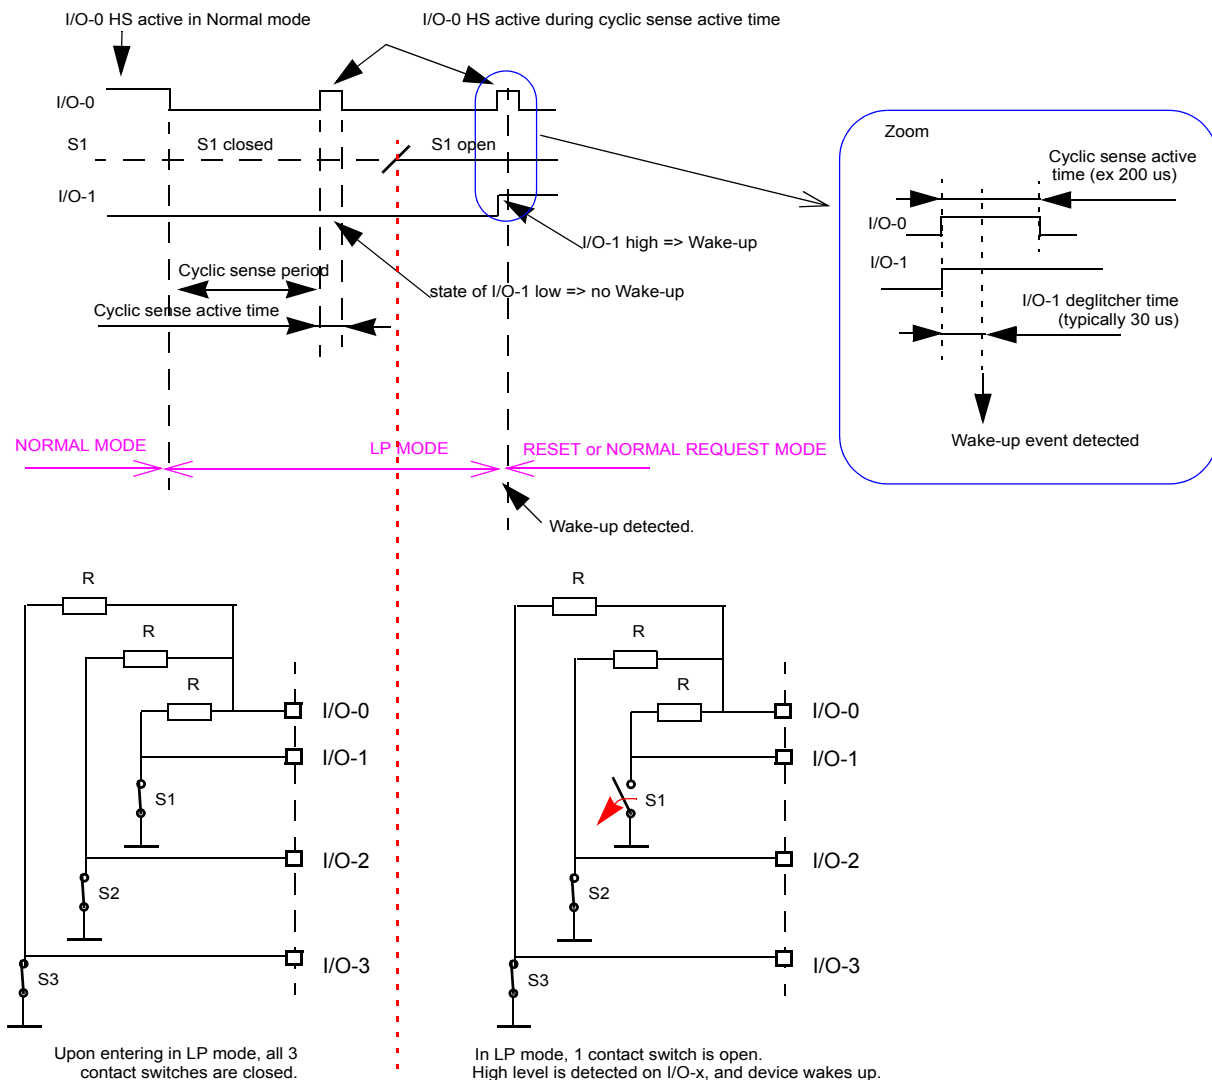 I/O-0 HS active in Normal mode
I/O-0 HS active during cyclic sense active time
I/O-0
S1
S1 closed
S1 open
I/O-1
I/O-1 high => Wake-up
Cyclic sense period
state of I/O-1 low => no Wake-up
Cyclic sense active time
Zoom
Cyclic sense active
time (ex 200 us)
I/O-0
I/O-1
I/O-1 deglitcher time
(typically 30 us)
Wake-up event detected
NORMAL MODE
LP MODE
RESET or NORMAL REQUEST MODE
Wake-up detected.
R
R
R
I/O-0
I/O-1
S1
I/O-2
S2
I/O-3
S3
Upon entering in LP mode, all 3
contact switches are closed.
R
R
R
I/O-0
I/O-1
S1
I/O-2
S2
I/O-3
S3
In LP mode, 1 contact switch is open.
High level is detected on I/O-x, and device wakes up.